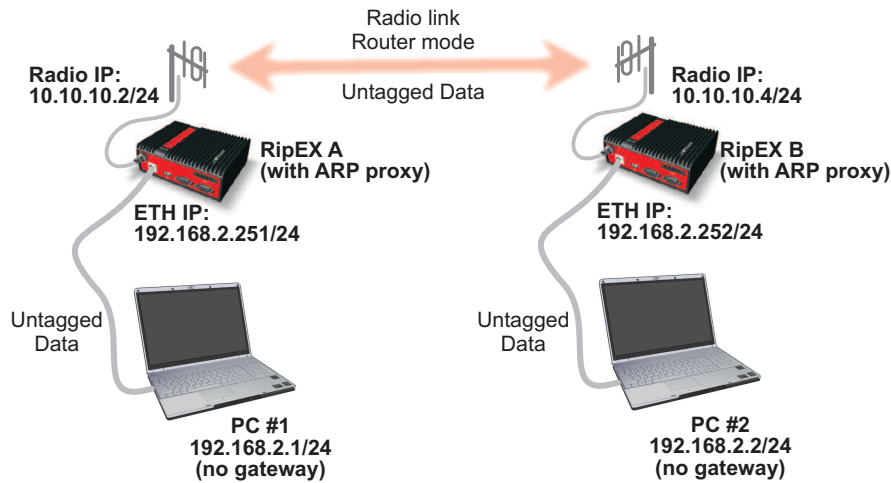 Radio link
Router mode
Untagged Data
Radio IP:
10.10.10.2/24
Radio IP:
10.10.10.4/24
RipEX A
(with ARP proxy)
RipEX B
(with ARP proxy)
ETH IP:
192.168.2.251/24
ETH IP:
192.168.2.252/24
Untagged
Data
Untagged
Data
PC #1
192.168.2.1/24
(no gateway)
PC #2
192.168.2.2/24
(no gateway)